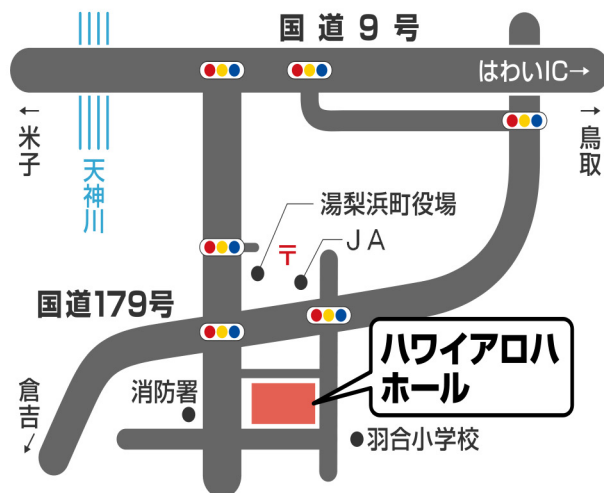 国道9号
はわいIC→
←米子
→鳥取
天神川
湯梨浜町役場
〒
JA
国道179号
ハワイアロハ
ホール
倉吉←
消防署
羽合小学校